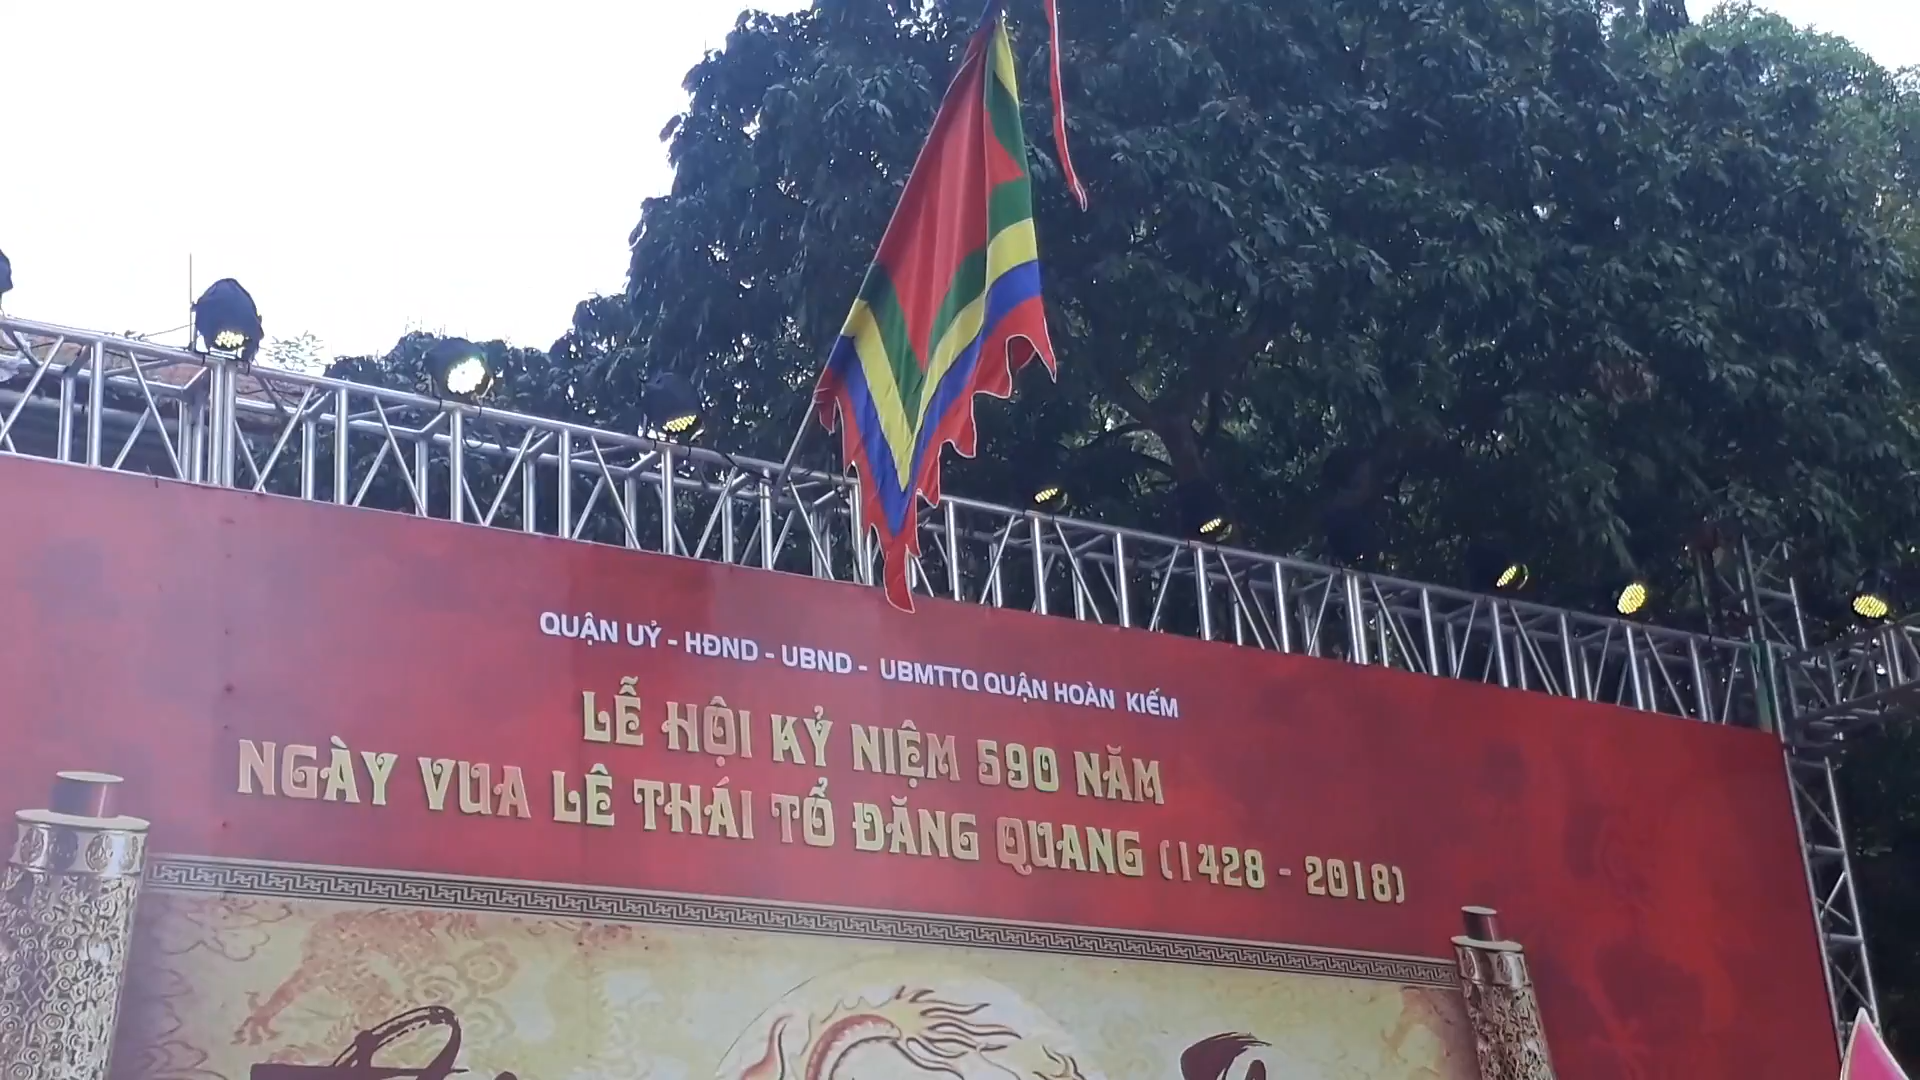 QUẬN UỶ - HĐND - UBND - UBMTTQ QUẬN HOÀN KIẾM
LỄ HỘI KỶ NIỆM 590 NĂM
NGÀY VUA LÊ THÁI TỔ ĐĂNG QUANG (1428 - 2018)